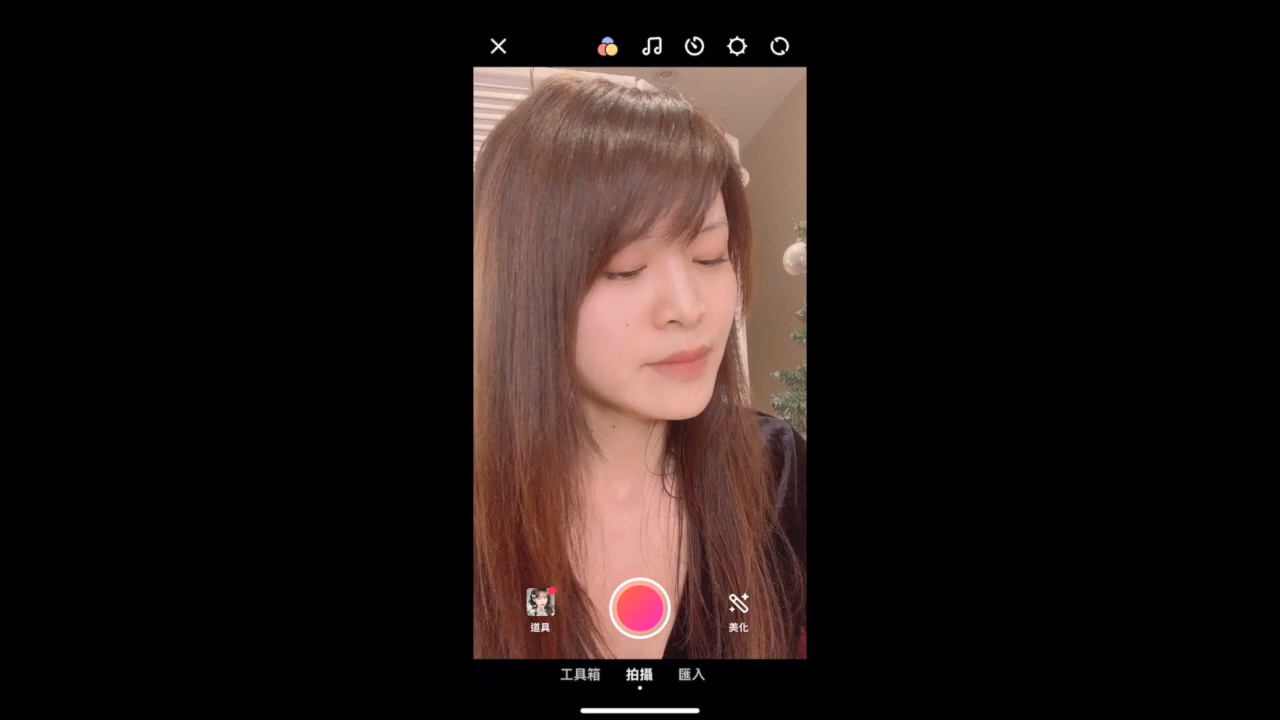 道具
美化
工具箱 拍攝 匯入